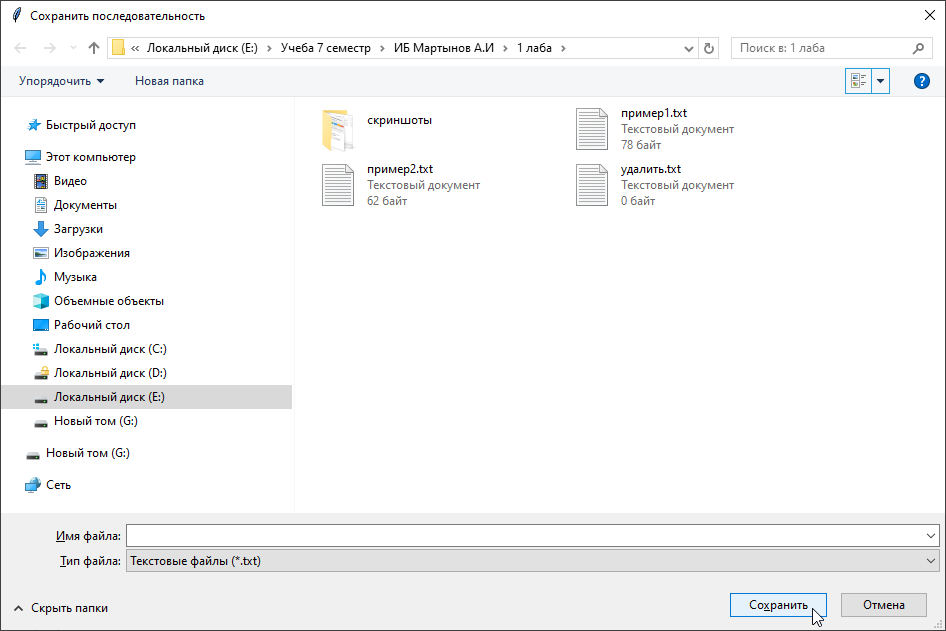 Сохранить последовательность
« Локальный диск (E:) › Учеба 7 семестр › ИБ Мартынов А.И › 1 лаба ›
Поиск в: 1 лаба
Упорядочить
Новая папка
?
Быстрый доступ
Этот компьютер
Видео
Документы
Загрузки
Изображения
Музыка
Объемные объекты
Рабочий стол
Локальный диск (C:)
Локальный диск (D:)
Локальный диск (E:)
Новый том (G:)
Новый том (G:)
Сеть
скриншоты
пример1.txt
Текстовый документ
78 байт
пример2.txt
Текстовый документ
62 байт
удалить.txt
Текстовый документ
0 байт
Имя файла:
Тип файла: Текстовые файлы (*.txt)
Скрыть папки
Сохранить
Отмена